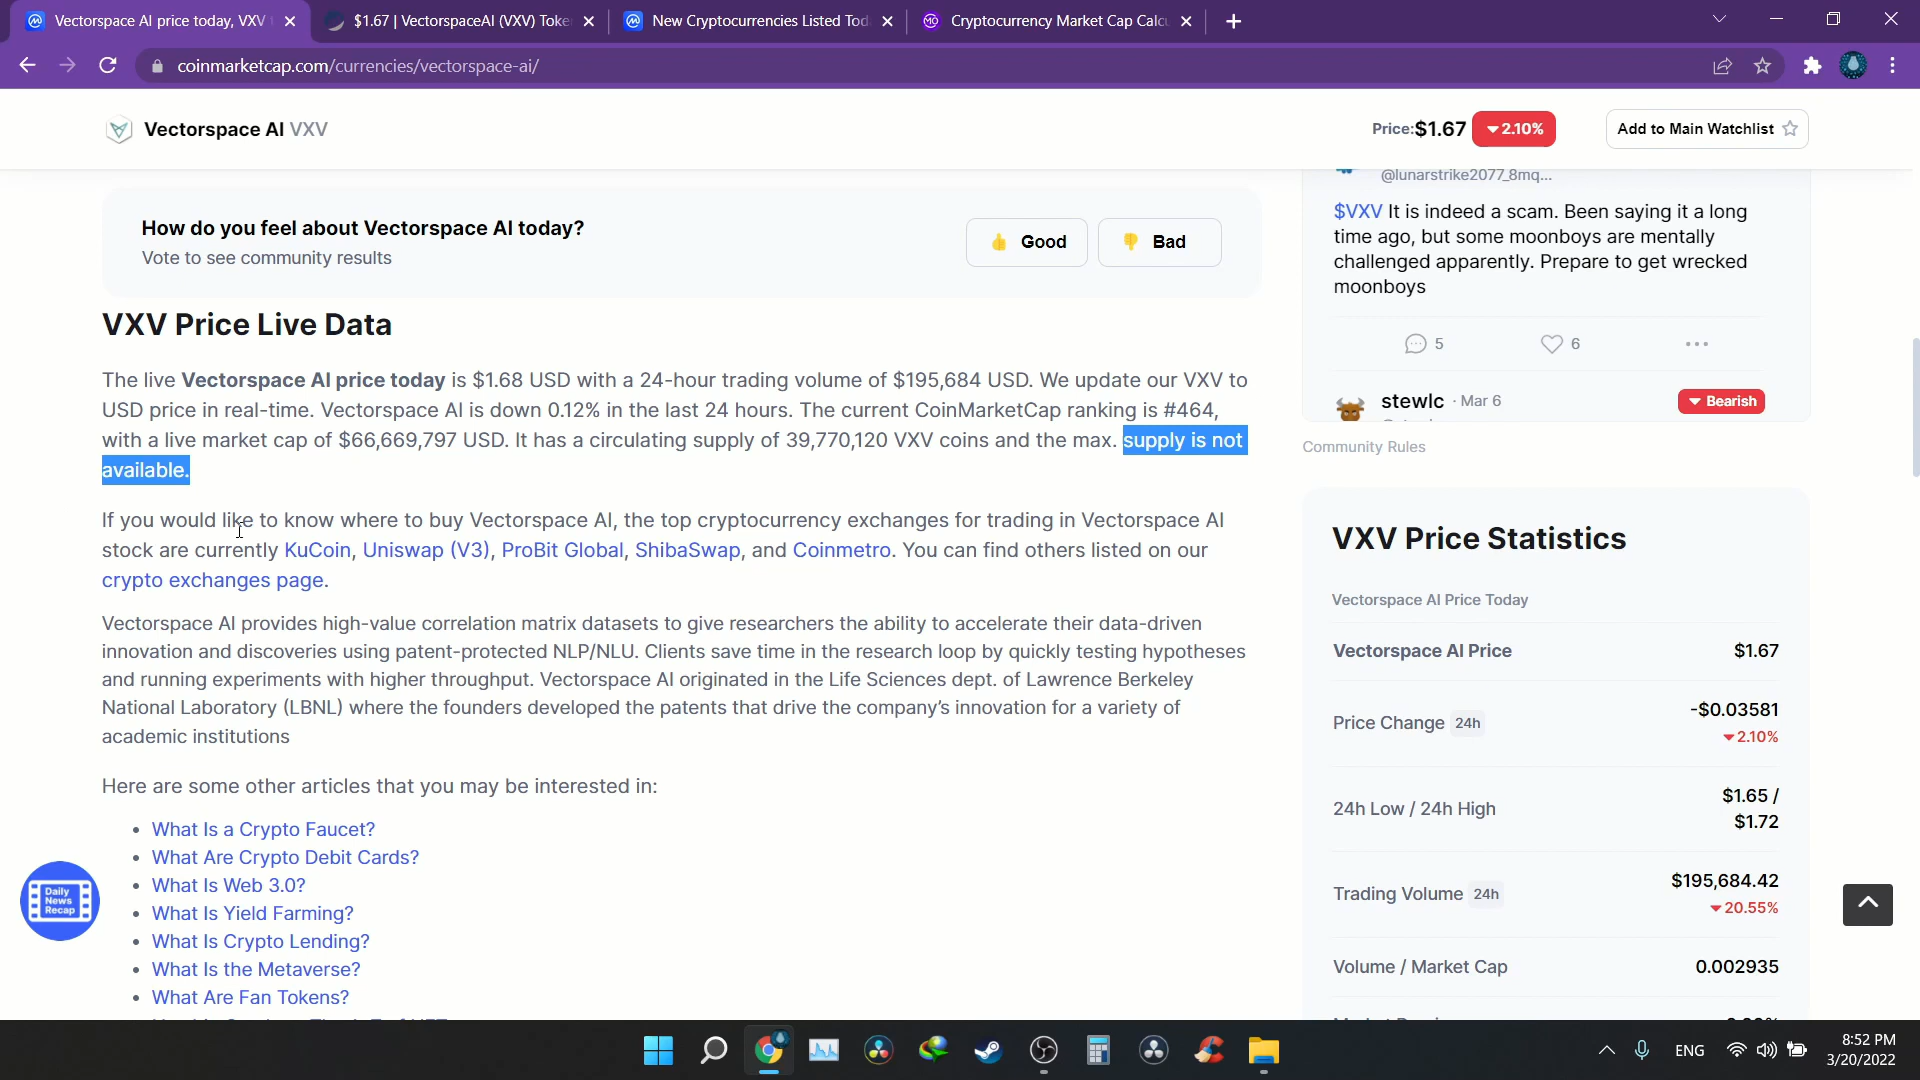 Vectorspace AI price today, VXV
$1.67 | VectorspaceAI (VXV) Toke
New Cryptocurrencies Listed Tod
Cryptocurrency Market Cap Calcu
coinmarketcap.com/currencies/vectorspace-ai/
Vectorspace AI VXV
Price:$1.67
2.10%
Add to Main Watchlist
How do you feel about Vectorspace AI today?
Vote to see community results
Good
Bad
VXV Price Live Data
The live Vectorspace AI price today is $1.68 USD with a 24-hour trading volume of $195,684 USD. We update our VXV to
USD price in real-time. Vectorspace AI is down 0.12% in the last 24 hours. The current CoinMarketCap ranking is #464,
with a live market cap of $66,669,797 USD. It has a circulating supply of 39,770,120 VXV coins and the max. supply is not
available.
If you would like to know where to buy Vectorspace AI, the top cryptocurrency exchanges for trading in Vectorspace AI
stock are currently KuCoin, Uniswap (V3), ProBit Global, ShibaSwap, and Coinmetro. You can find others listed on our
crypto exchanges page.
Vectorspace AI provides high-value correlation matrix datasets to give researchers the ability to accelerate their data-driven
innovation and discoveries using patent-protected NLP/NLU. Clients save time in the research loop by quickly testing hypotheses
and running experiments with higher throughput. Vectorspace AI originated in the Life Sciences dept. of Lawrence Berkeley
National Laboratory (LBNL) where the founders developed the patents that drive the company's innovation for a variety of
academic institutions
Here are some other articles that you may be interested in:
• What Is a Crypto Faucet?
• What Are Crypto Debit Cards?
• What Is Web 3.0?
• What Is Yield Farming?
• What Is Crypto Lending?
• What Is the Metaverse?
• What Are Fan Tokens?
Daily
News
Recap
@lunarstrike2077_8mq...
$VXV It is indeed a scam. Been saying it a long
time ago, but some moonboys are mentally
challenged apparently. Prepare to get wrecked
moonboys
5
6
stewlc · Mar 6
Bearish
Community Rules
VXV Price Statistics
Vectorspace AI Price Today
Vectorspace AI Price
$1.67
Price Change 24h
-$0.03581
2.10%
24h Low / 24h High
$1.65 /
$1.72
Trading Volume 24h
$195,684.42
20.55%
Volume / Market Cap
0.002935
ENG
8:52 PM
3/20/2022